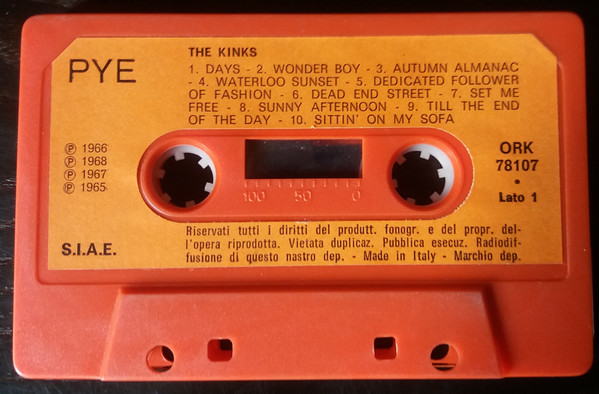 PYE
THE KINKS
1. DAYS - 2. WONDER BOY - 3. AUTUMN ALMANAC
- 4. WATERLOO SUNSET - 5. DEDICATED FOLLOWER
OF FASHION - 6. DEAD END STREET - 7. SET ME
FREE - 8. SUNNY AFTERNOON - 9. TILL THE END
OF THE DAY - 10. SITTIN' ON MY SOFA
Ⓟ 1966
Ⓟ 1968
Ⓟ 1967
Ⓟ 1965
100 50 0
ORK
78107
•
Lato 1
S.I.A.E.
Riservati tutti i diritti del produtt. fonogr. e del propr. del-
l'opera riprodotta. Vietata duplicaz. Pubblica esecuz. Radiodif-
fusione di questo nastro dep. - Made in Italy - Marchio dep.